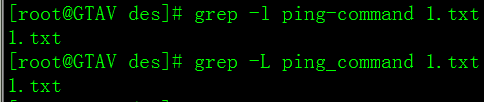 [root@GTAV des]# grep -l ping-command 1.txt
1.txt
[root@GTAV des]# grep -L ping_command 1.txt
1.txt